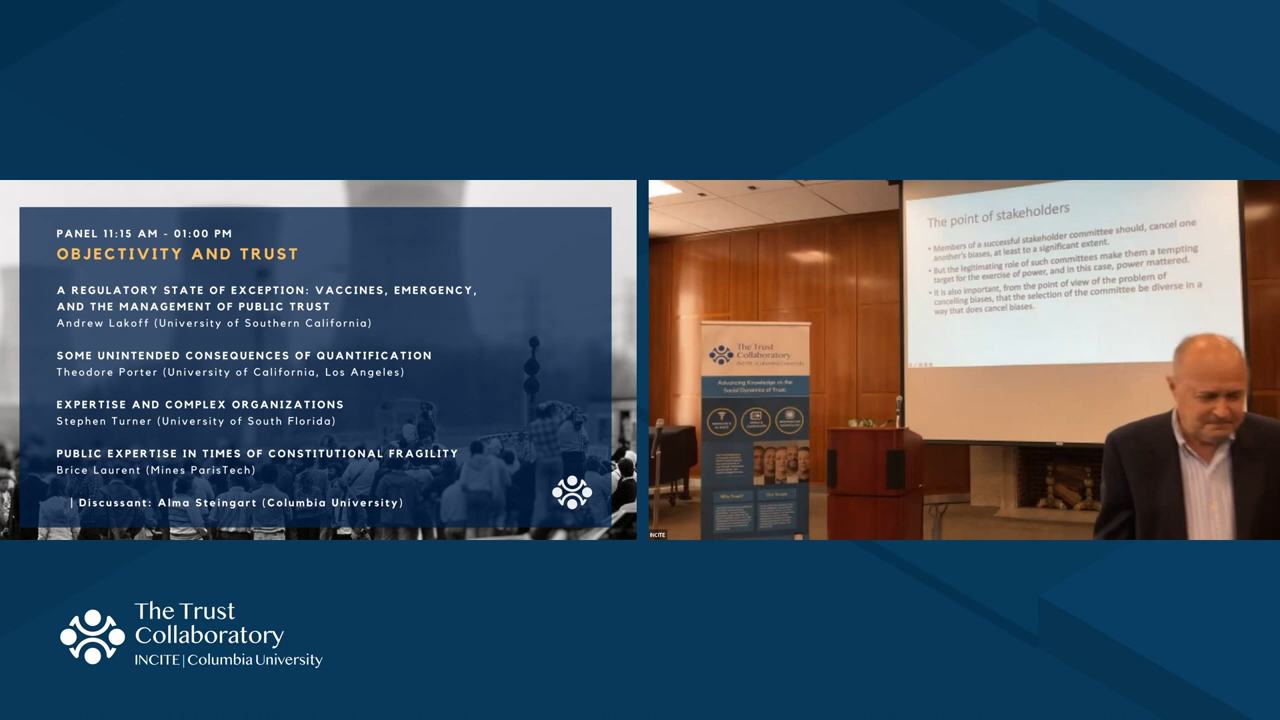 PANEL 11:15 AM - 01:00 PM
OBJECTIVITY AND TRUST
A REGULATORY STATE OF EXCEPTION: VACCINES, EMERGENCY,
AND THE MANAGEMENT OF PUBLIC TRUST
Andrew Lakoff (University of Southern California)
SOME UNINTENDED CONSEQUENCES OF QUANTIFICATION
Theodore Porter (University of California, Los Angeles)
EXPERTISE AND COMPLEX ORGANIZATIONS
Stephen Turner (University of South Florida)
PUBLIC EXPERTISE IN TIMES OF CONSTITUTIONAL FRAGILITY
Brice Laurent (Mines ParisTech)
| Discussant: Alma Steingart (Columbia University)
The point of stakeholders
• Members of a successful stakeholder committee should, cancel one
another's biases, at least to a significant extent.
• But the legitimating role of such committees make them a tempting
target for the exercise of power, and in this case, power mattered.
• It is also important, from the point of view of the problem of
cancelling biases, that the selection of the committee be diverse in a
way that does cancel biases.
The Trust
Collaboratory
INCITE | Columbia University
Advancing Knowledge on the
Social Dynamics of Trust.
Why Trust?
Our Scope
INCITE
The Trust
Collaboratory
INCITE | Columbia University